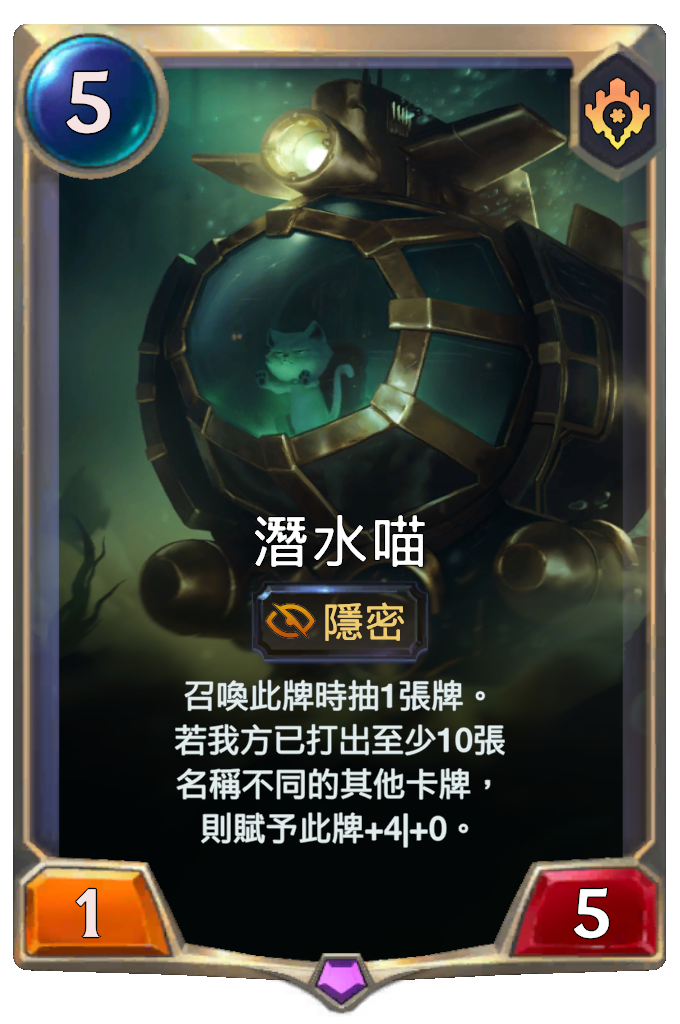 5
潛水喵
隱密
召喚此牌時抽1張牌。
若我方已打出至少10張
名稱不同的其他卡牌，
則賦予此牌+4|+0。
1
5